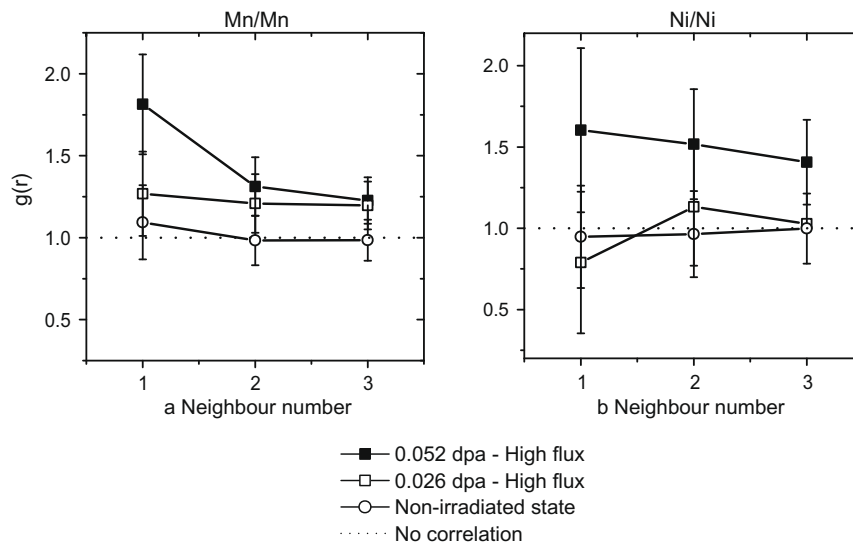 Mn/Mn
Ni/Ni
g(r)
2.0
1.5
1.0
0.5
1
2
3
a Neighbour number
2.0
1.5
1.0
0.5
1
2
3
b Neighbour number
0.052 dpa - High flux
0.026 dpa - High flux
Non-irradiated state
No correlation